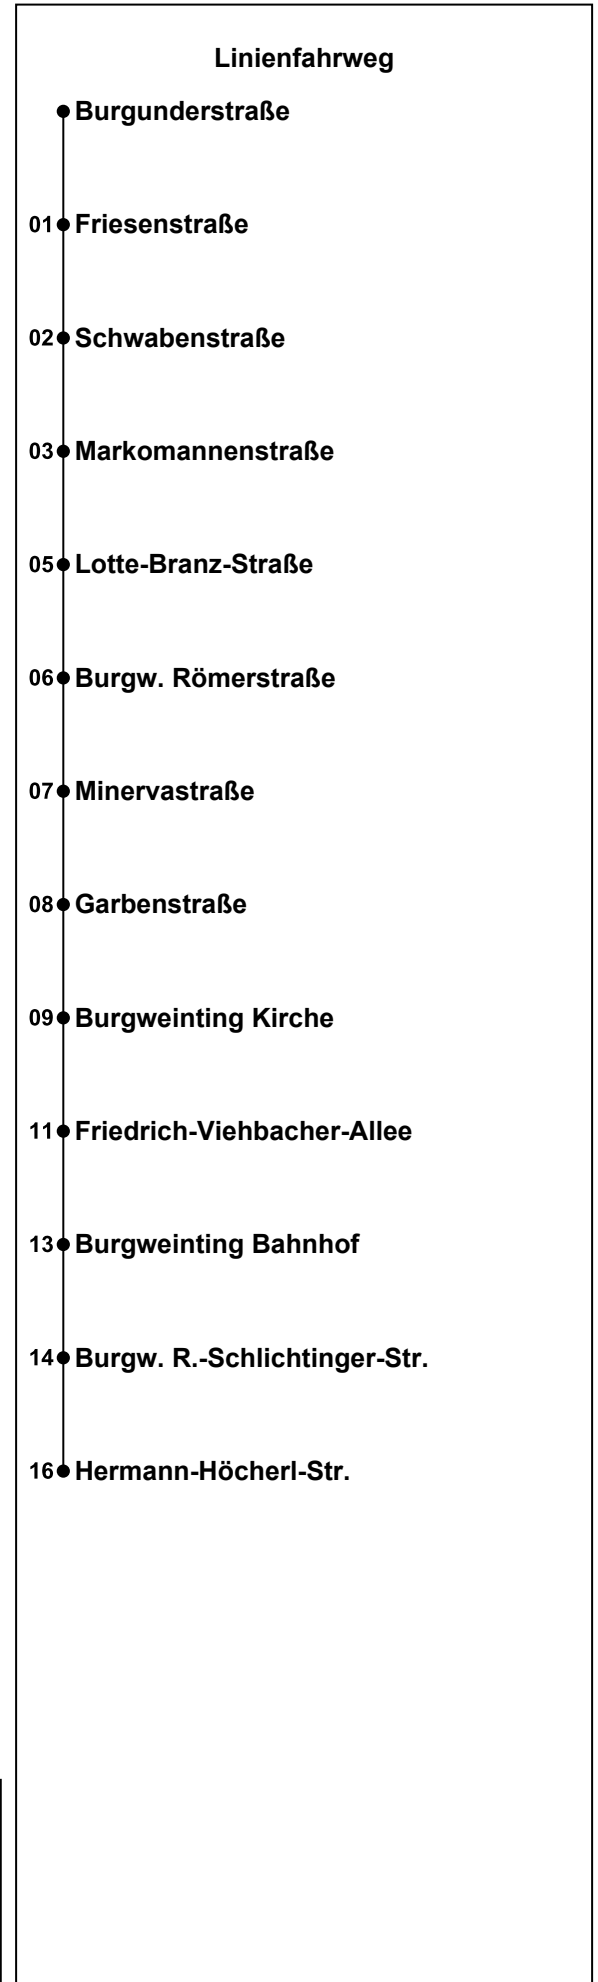 Linienfahrweg
Burgunderstraße
01 Friesenstraße
02 Schwabenstraße
03 Markomannenstraße
05 Lotte-Branz-Straße
06 Burgw. Römerstraße
07 Minervastraße
08 Garbenstraße
09 Burgweinting Kirche
11 Friedrich-Viehbacher-Allee
13 Burgweinting Bahnhof
14 Burgw. R.-Schlichtinger-Str.
16 Hermann-Höcherl-Str.